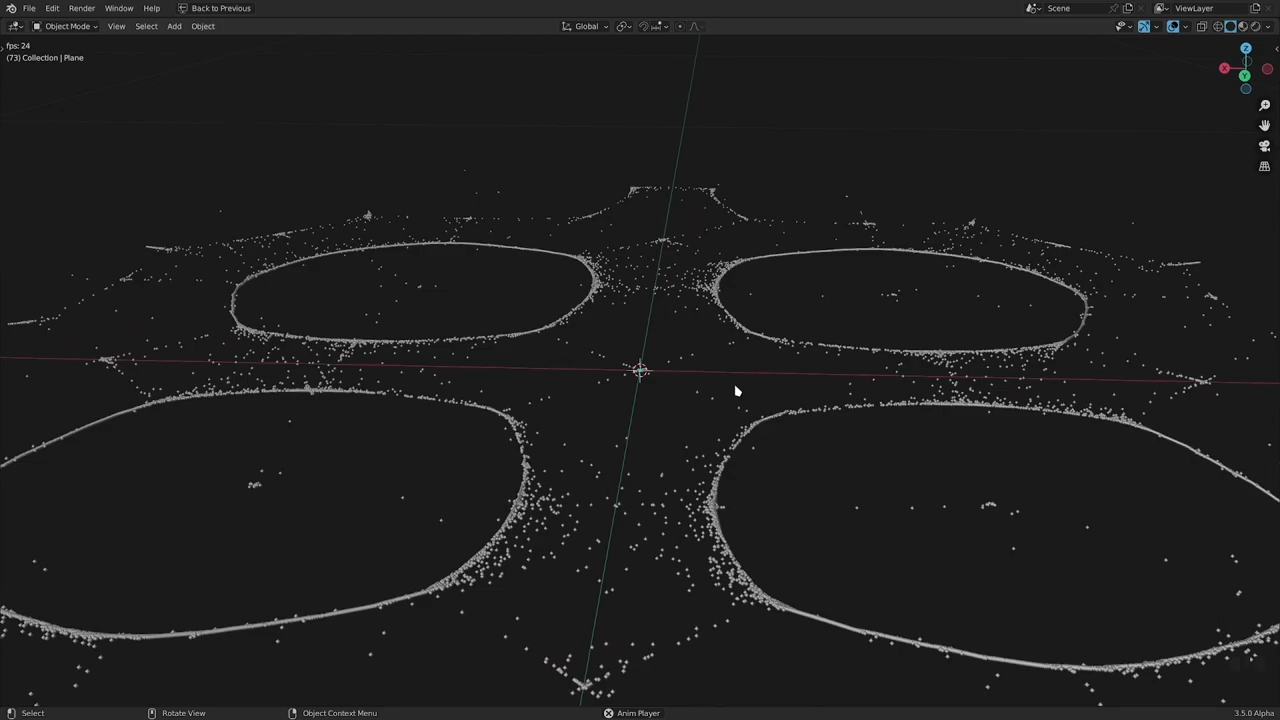 File Edit Render Window Help Back to Previous Scene ViewLayer
Object Mode View Select Add Object Global
fps: 24
(73) Collection | Plane
Z
X
Y
Select Rotate View Object Context Menu Anim Player 3.5.0 Alpha